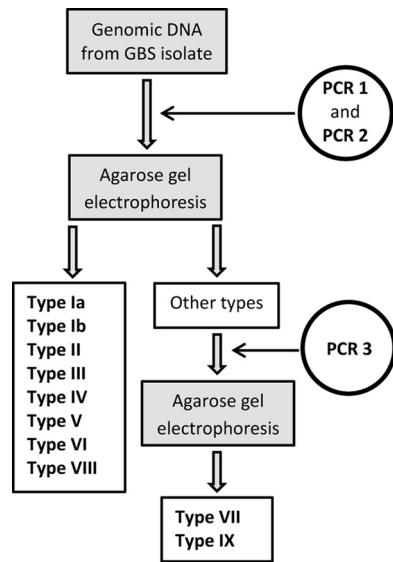 Genomic DNA
from GBS isolate
PCR 1
and
PCR 2
Agarose gel
electrophoresis
Type Ia
Type Ib
Type II
Type III
Type IV
Type V
Type VI
Type VIII
Other types
PCR 3
Agarose gel
electrophoresis
Type VII
Type IX